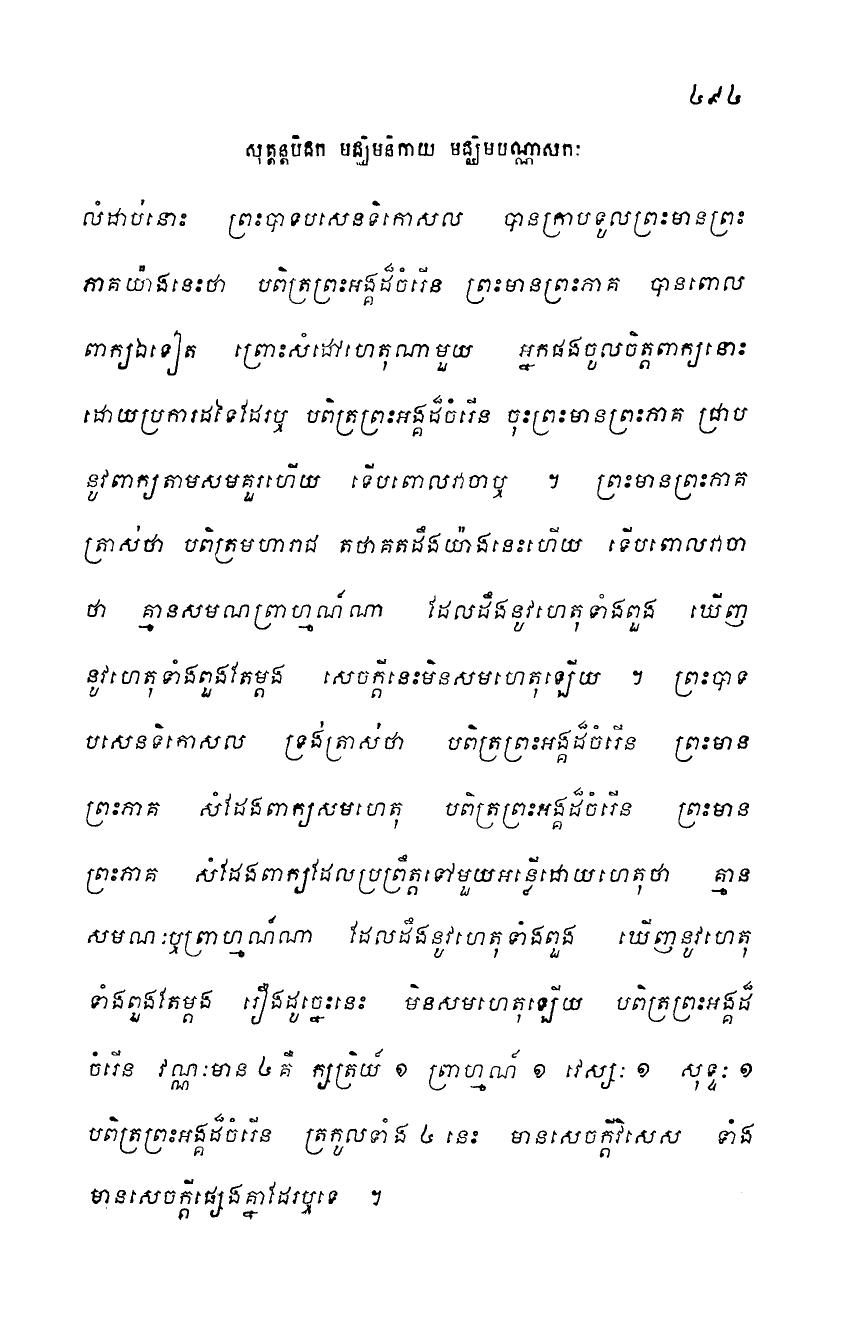 ៤៩៤
សុត្តន្តបិដក មជ្ឈិមនិកាយ មជ្ឈិមបណ្ណាសកៈ
លំដាប់នោះ ព្រះបាទបសេនទិកោសល បានក្រាបទូលព្រះមានព្រះ
ភាគយ៉ាងនេះថា បពិត្រព្រះអង្គដ៏ចំរើន ព្រះមានព្រះភាគ បានពោល
ពាក្យឯទៀត ព្រោះសំដៅហេតុណាមួយ អ្នកផងចូលចិត្តពាក្យនោះ
ដោយប្រការដទៃដែរឬ បពិត្រព្រះអង្គដ៏ចំរើន ចុះព្រះមានព្រះភាគ ជ្រាប
នូវពាក្យតាមសមគួរហើយ ទើបពោលវាចាឬ ។ ព្រះមានព្រះភាគ
ត្រាស់ថា បពិត្រមហារាជ តថាគតដឹងយ៉ាងនេះហើយ ទើបពោលវាចា
ថា គ្មានសមណព្រាហ្មណ៍ណា ដែលដឹងនូវហេតុទាំងពួង ឃើញ
នូវហេតុទាំងពួងតែម្តង សេចក្តីនេះមិនសមហេតុឡើយ ។ ព្រះបាទ
បសេនទិកោសល ទ្រង់ត្រាស់ថា បពិត្រព្រះអង្គដ៏ចំរើន ព្រះមាន
ព្រះភាគ សំដែងពាក្យសមហេតុ បពិត្រព្រះអង្គដ៏ចំរើន ព្រះមាន
ព្រះភាគ សំដែងពាក្យដែលប្រព្រឹត្តទៅមួយអន្លើដោយហេតុថា គ្មាន
សមណៈឬព្រាហ្មណ៍ណា ដែលដឹងនូវហេតុទាំងពួង ឃើញនូវហេតុ
ទាំងពួងតែម្តង រឿងដូច្នេះនេះ មិនសមហេតុឡើយ បពិត្រព្រះអង្គដ៏
ចំរើន វណ្ណៈមាន ៤ គឺ ក្សត្រិយ៍ ១ ព្រាហ្មណ៍ ១ វេស្សៈ ១ សុទ្ទៈ ១
បពិត្រព្រះអង្គដ៏ចំរើន ត្រកូលទាំង ៤ នេះ មានសេចក្តីវិសេស ទាំង
មានសេចក្តីផ្សេងគ្នាដែរឬទេ ។